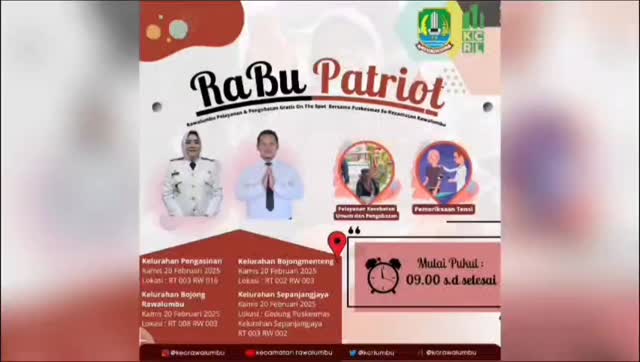 KCRL
RaBu Patriot
Rawalumbu Pelayanan & Pengobatan Gratis On The Spot Bersama Puskesmas Se Kecamatan Rawalumbu
Pelayanan Kesehatan
Umum dan Pengobatan
Pemeriksaan Tensi
Kelurahan Pengasinan
Kamis 20 Februari 2025
Lokasi : RT 003 RW 016
Kelurahan Bojong
Rawalumbu
Kamis 20 Februari 2025
Lokasi : RT 008 RW 003
Kelurahan Bojongmenteng
Kamis 20 Februari 2025
Lokasi : RT 002 RW 003
Kelurahan Sepanjangjaya
Kamis 20 Februari 2025
Lokasi : Gedung Puskesmas
Kelurahan Sepanjangjaya
RT 003 RW 002
Mulai Pukul :
09.00 s.d selesai
@kecrawalumbu
kecamatan rawalumbu
@kcrlumbu
@kecrawalumbu